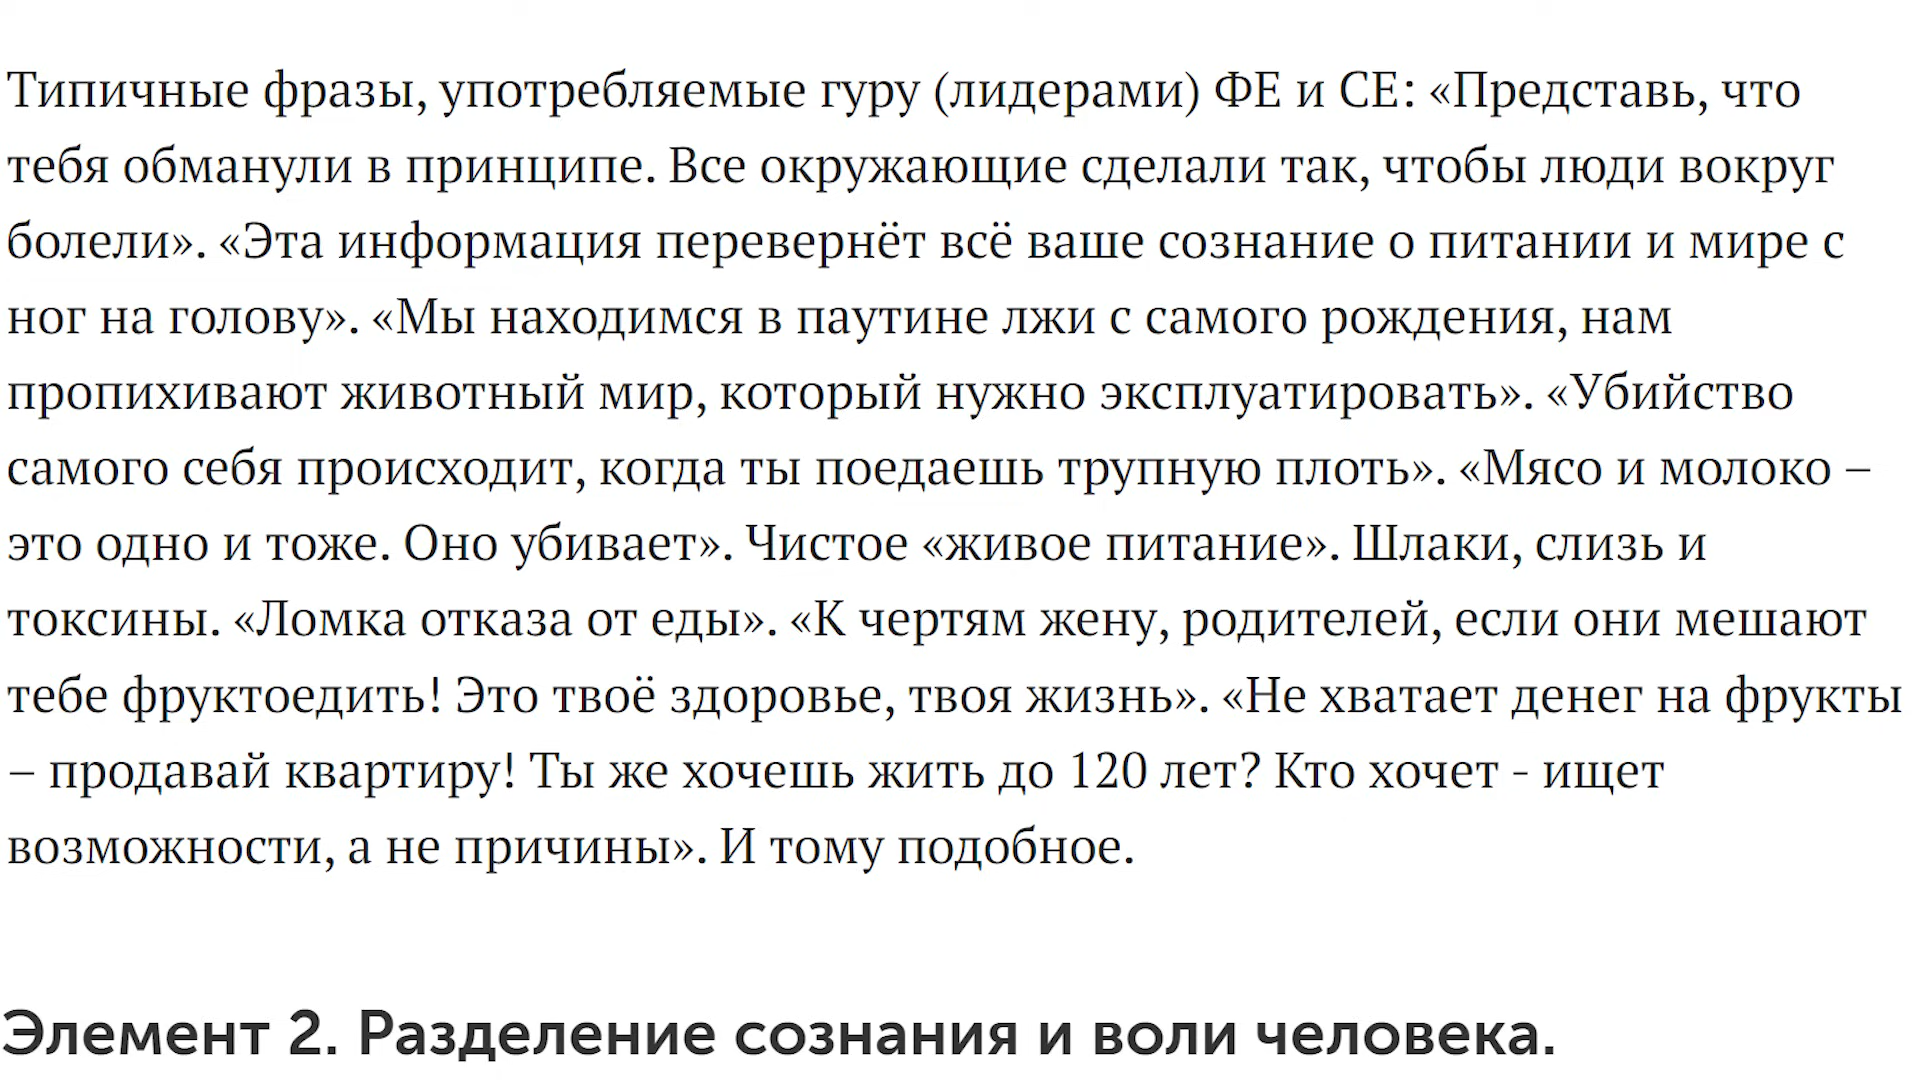 Типичные фразы, употребляемые гуру (лидерами) ФЕ и СЕ: «Представь, что
тебя обманули в принципе. Все окружающие сделали так, чтобы люди вокруг
болели». «Эта информация перевернёт всё ваше сознание о питании и мире с
ног на голову». «Мы находимся в паутине лжи с самого рождения, нам
пропихивают животный мир, который нужно эксплуатировать». «Убийство
самого себя происходит, когда ты поедаешь трупную плоть». «Мясо и молоко –
это одно и тоже. Оно убивает». Чистое «живое питание». Шлаки, слизь и
токсины. «Ломка отказа от еды». «К чертям жену, родителей, если они мешают
тебе фруктоедить! Это твоё здоровье, твоя жизнь». «Не хватает денег на фрукты
– продавай квартиру! Ты же хочешь жить до 120 лет? Кто хочет - ищет
возможности, а не причины». И тому подобное.
Элемент 2. Разделение сознания и воли человека.